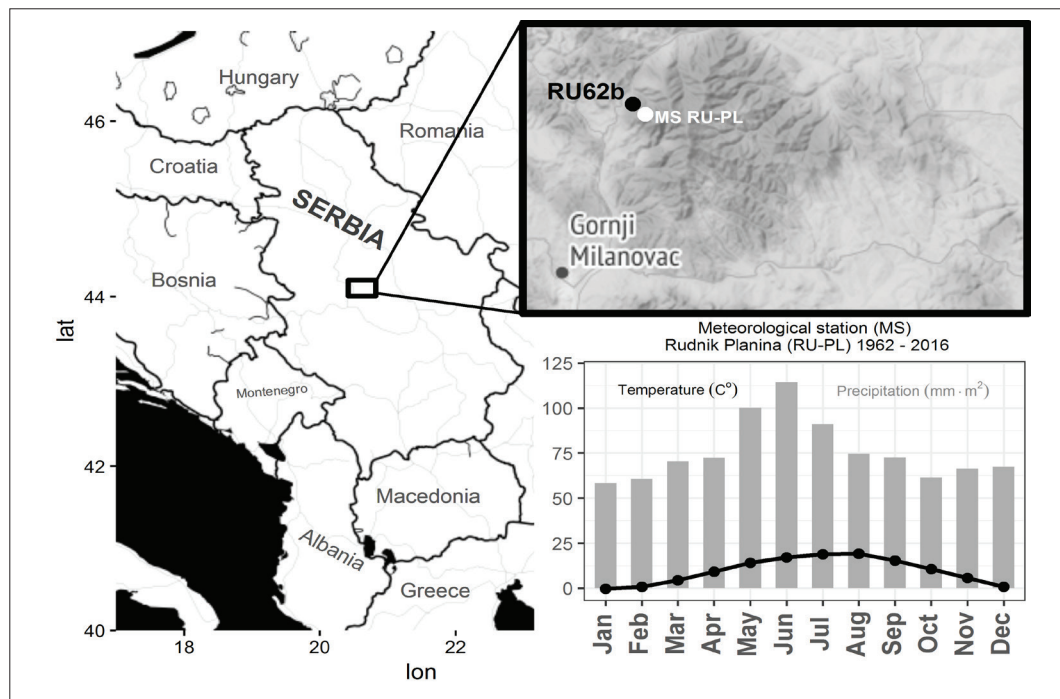 Hungary
46
Romania
Croatia
SERBIA
Bosnia
44
lat
Montenegro
42
Macedonia
Albania
Greece
40
18
20
22
lon
RU62b
MS RU-PL
Gornji
Milanovac
Meteorological station (MS)
Rudnik Planina (RU-PL) 1962 - 2016
125
Temperature (C°)
Precipitation (mm · m²)
100
75
50
25
0
Jan
Feb
Mar
Apr
May
Jun
Jul
Aug
Sep
Oct
Nov
Dec